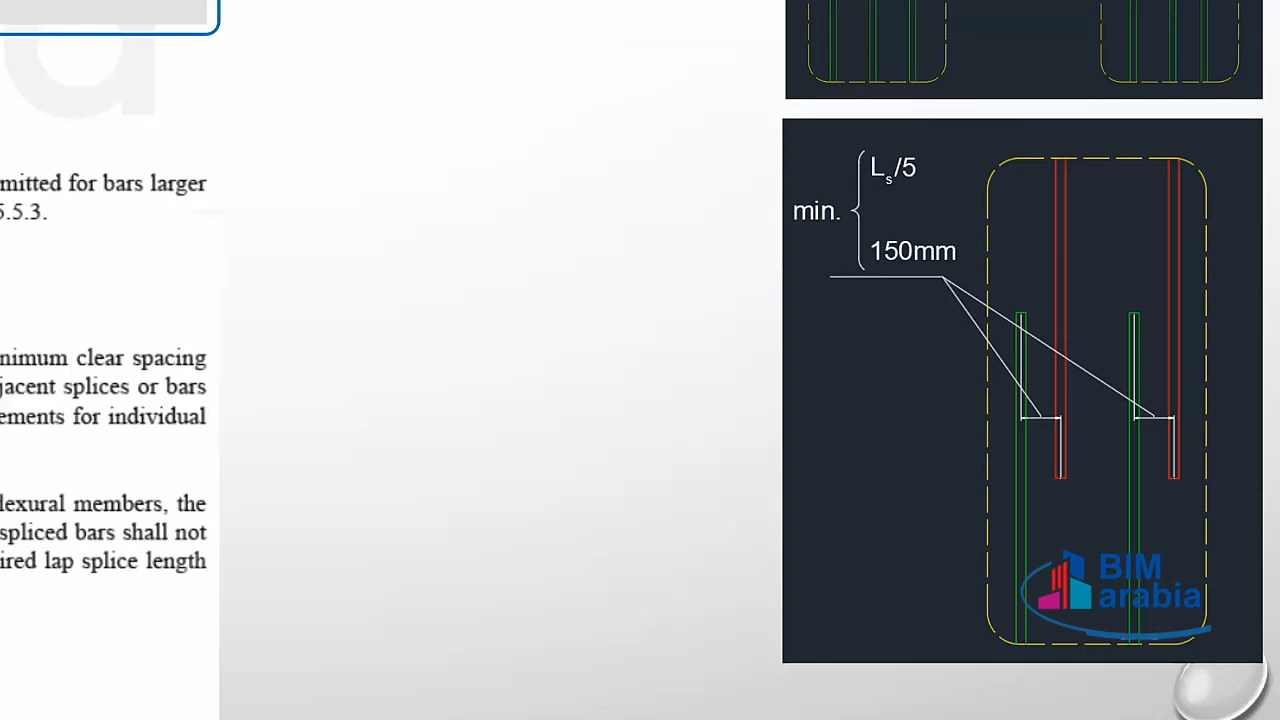 mitted for bars larger
5.5.3.
nimum clear spacing
jacent splices or bars
ements for individual
lexural members, the
spliced bars shall not
ired lap splice length
Ls/5
min.
150mm
BIM
arabia